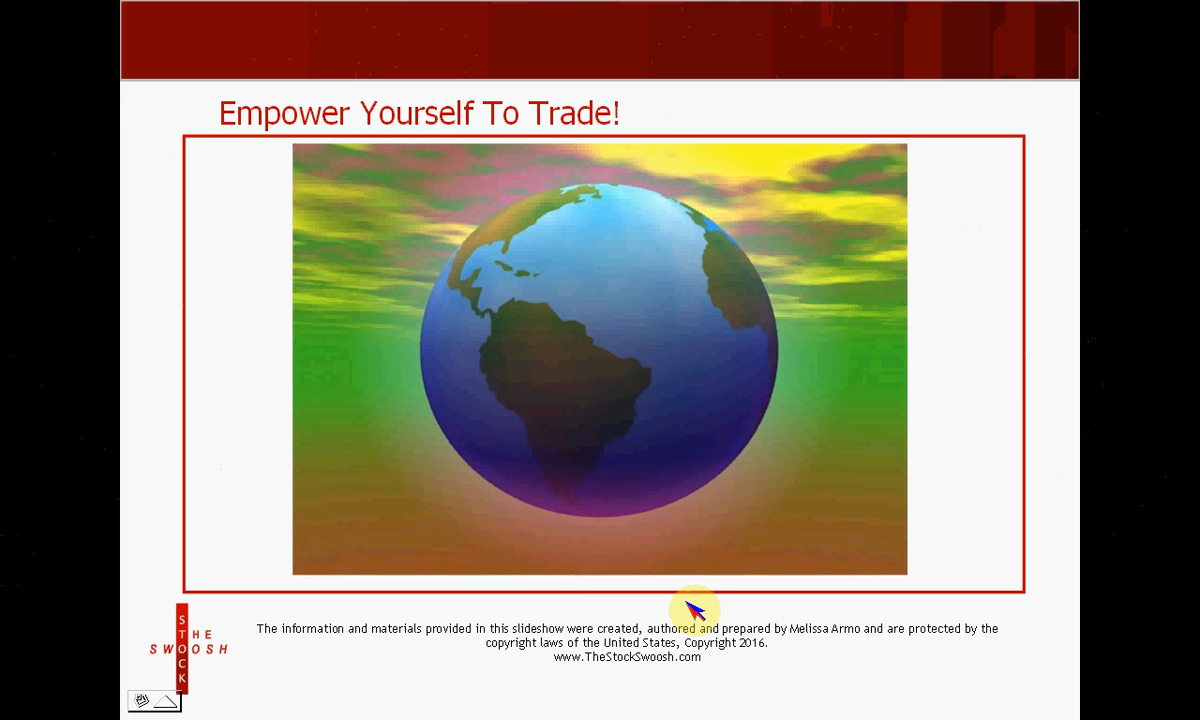 Empower Yourself To Trade!
The information and materials provided in this slideshow were created, authored and prepared by Melissa Armo and are protected by the
copyright laws of the United States, Copyright 2016.
www.TheStockSwoosh.com
THE
STOCK
SWOOSH